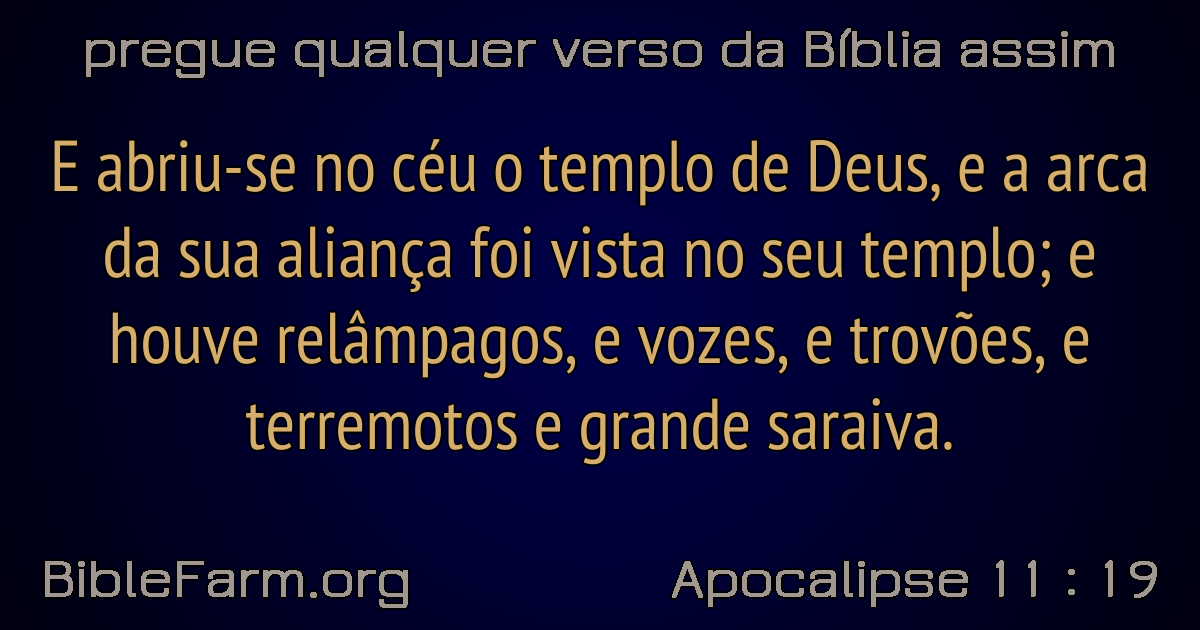 pregue qualquer verso da Bíblia assim
E abriu-se no céu o templo de Deus, e a arca
da sua aliança foi vista no seu templo; e
houve relâmpagos, e vozes, e trovões, e
terremotos e grande saraiva.
BibleFarm.org
Apocalipse 11 : 19